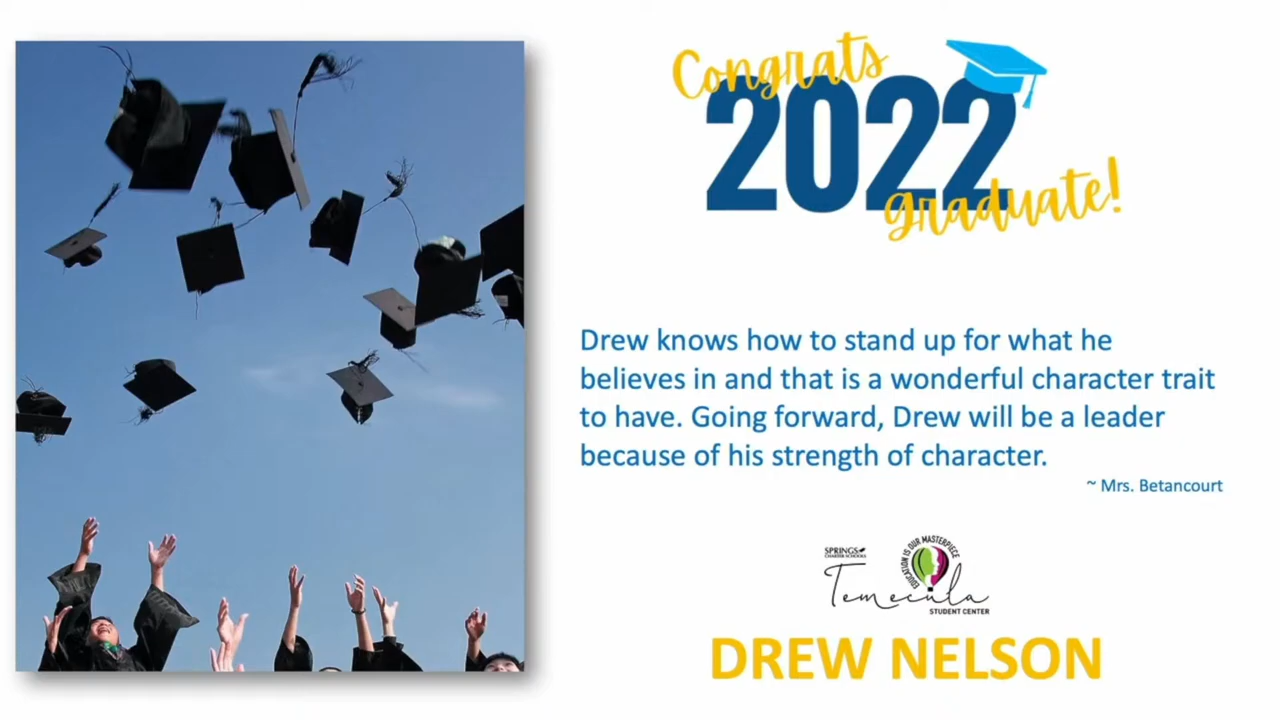 Congrats
2022
graduate!
Drew knows how to stand up for what he
believes in and that is a wonderful character trait
to have. Going forward, Drew will be a leader
because of his strength of character.
~ Mrs. Betancourt
SPRINGS
CHARTER SCHOOLS
EDUCATION IS OUR MASTERPIECE
Temecula
STUDENT CENTER
DREW NELSON